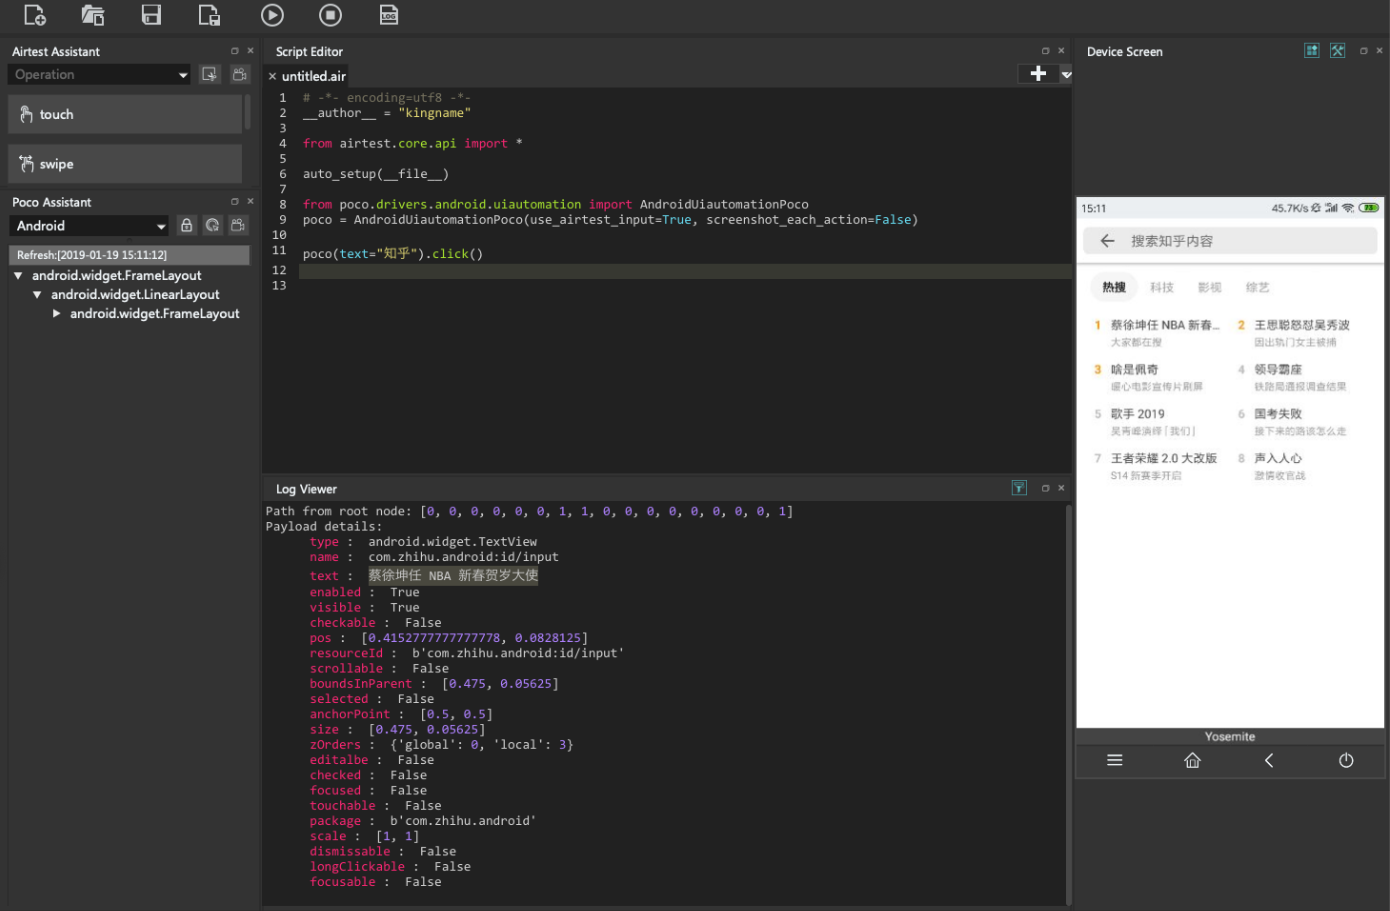 LOG
Airtest Assistant
Operation
touch
swipe
Poco Assistant
Android
Refresh:[2019-01-19 15:11:12]
android.widget.FrameLayout
android.widget.LinearLayout
android.widget.FrameLayout
Script Editor
untitled.air
1 # -*- encoding=utf8 -*-
2 __author__ = "kingname"
3
4 from airtest.core.api import *
5
6 auto_setup(__file__)
7
8 from poco.drivers.android.uiautomation import AndroidUiautomationPoco
9 poco = AndroidUiautomationPoco(use_airtest_input=True, screenshot_each_action=False)
10
11 poco(text="知乎").click()
12
13
Log Viewer
Path from root node: [0, 0, 0, 0, 0, 0, 1, 1, 0, 0, 0, 0, 0, 0, 0, 0, 1]
Payload details:
type : android.widget.TextView
name : com.zhihu.android:id/input
text : 蔡徐坤任 NBA 新春贺岁大使
enabled : True
visible : True
checkable : False
pos : [0.4152777777777778, 0.0828125]
resourceId : b'com.zhihu.android:id/input'
scrollable : False
boundsInParent : [0.475, 0.05625]
selected : False
anchorPoint : [0.5, 0.5]
size : [0.475, 0.05625]
zOrders : {'global': 0, 'local': 3}
editalbe : False
checked : False
focused : False
touchable : False
package : b'com.zhihu.android'
scale : [1, 1]
dismissable : False
longClickable : False
focusable : False
Device Screen
15:11 45.7K/s 73
搜索知乎内容
热搜 科技 影视 综艺
1 蔡徐坤任 NBA 新春... 2 王思聪怒怼吴秀波
大家都在搜 因出轨门女主被捕
3 啥是佩奇 4 领导霸座
暖心电影宣传片刷屏 铁路局通报调查结果
5 歌手 2019 6 国考失败
吴青峰演绎「我们」 接下来的路该怎么走
7 王者荣耀 2.0 大改版 8 声入人心
S14 新赛季开启 激情收官战
Yosemite